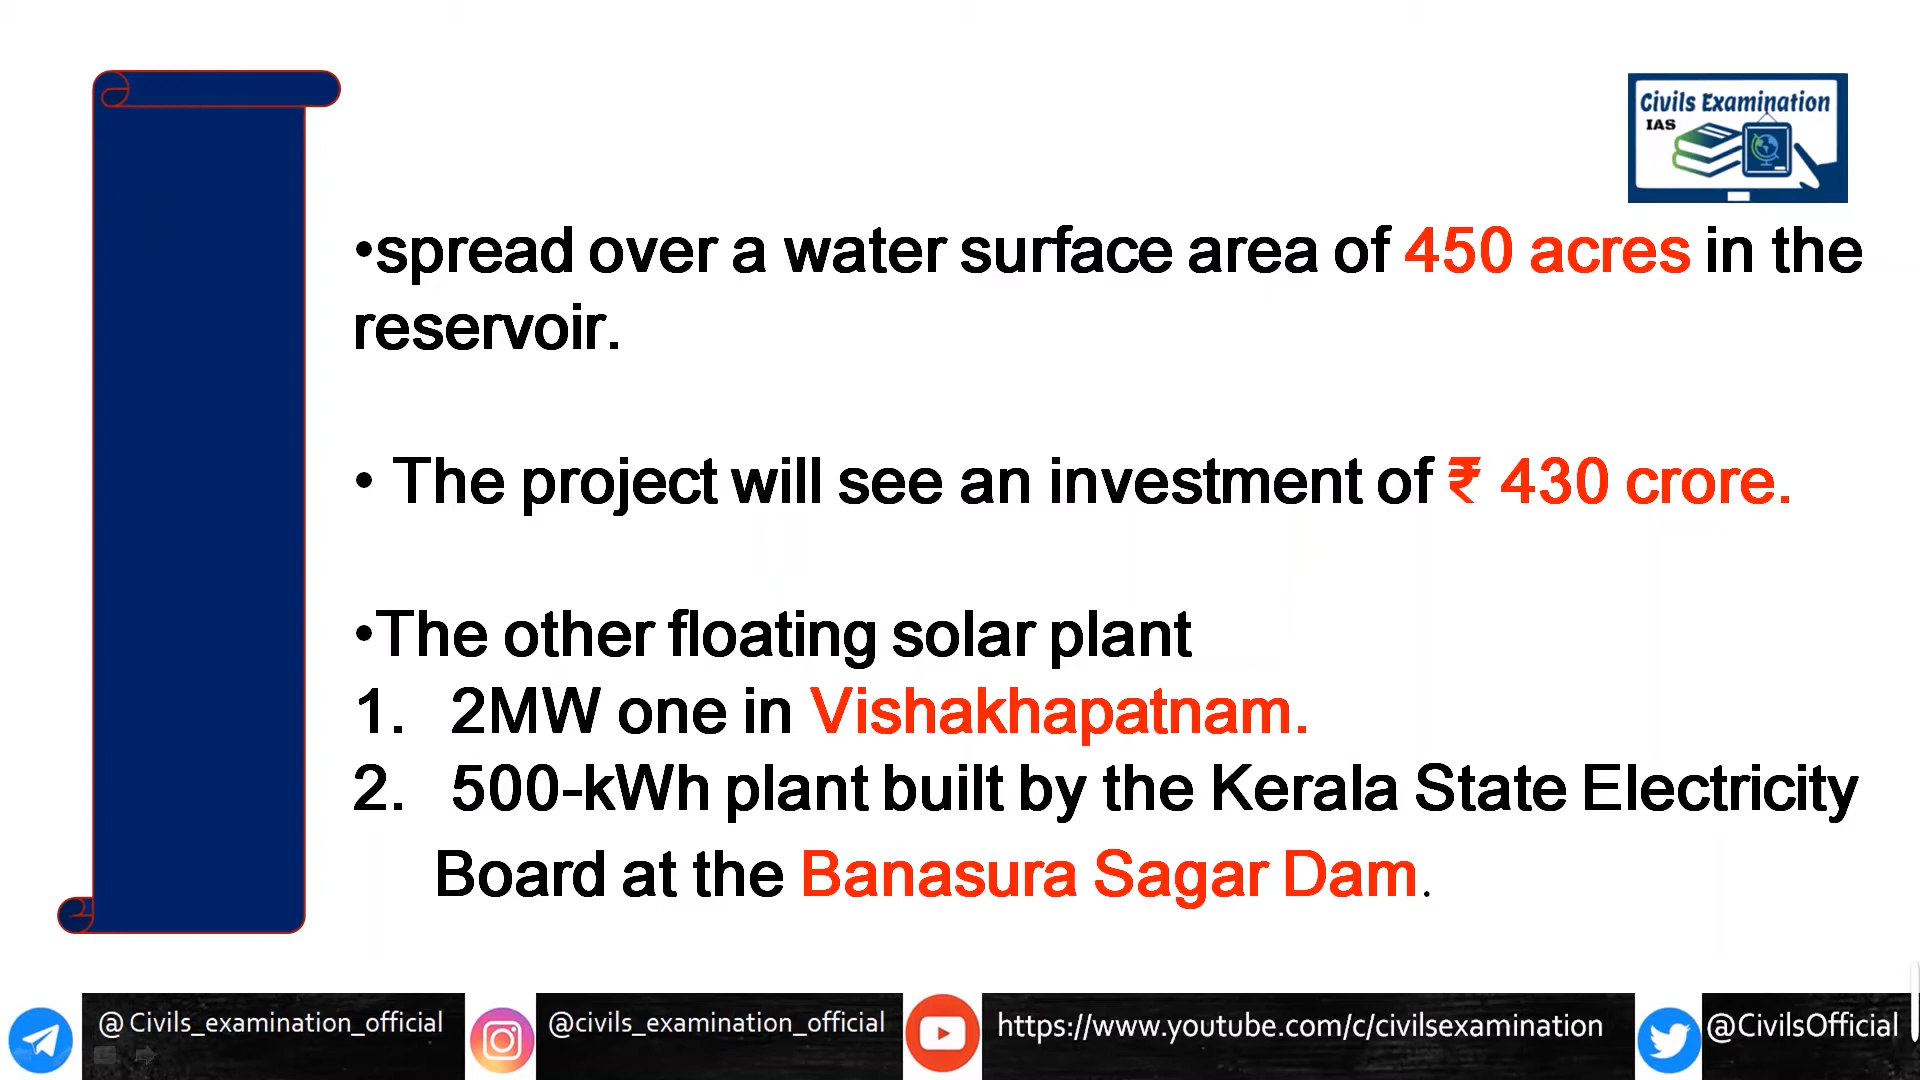 Civils Examination
IAS
•spread over a water surface area of 450 acres in the
reservoir.
• The project will see an investment of ₹ 430 crore.
•The other floating solar plant
1. 2MW one in Vishakhapatnam.
2. 500-kWh plant built by the Kerala State Electricity
Board at the Banasura Sagar Dam.
@ Civils_examination_official
@civils_examination_official
https://www.youtube.com/c/civilsexamination
@CivilsOfficial